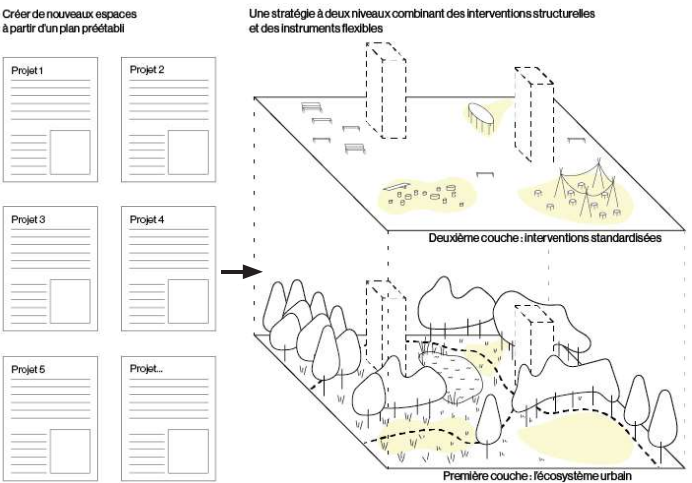 Créer de nouveaux espaces
à partir d'un plan préétabli
Une stratégie à deux niveaux combinant des interventions structurelles
et des instruments flexibles
Projet 1
Projet 2
Projet 3
Projet 4
Projet 5
Projet...
Deuxième couche : interventions standardisées
Première couche : l'écosystème urbain